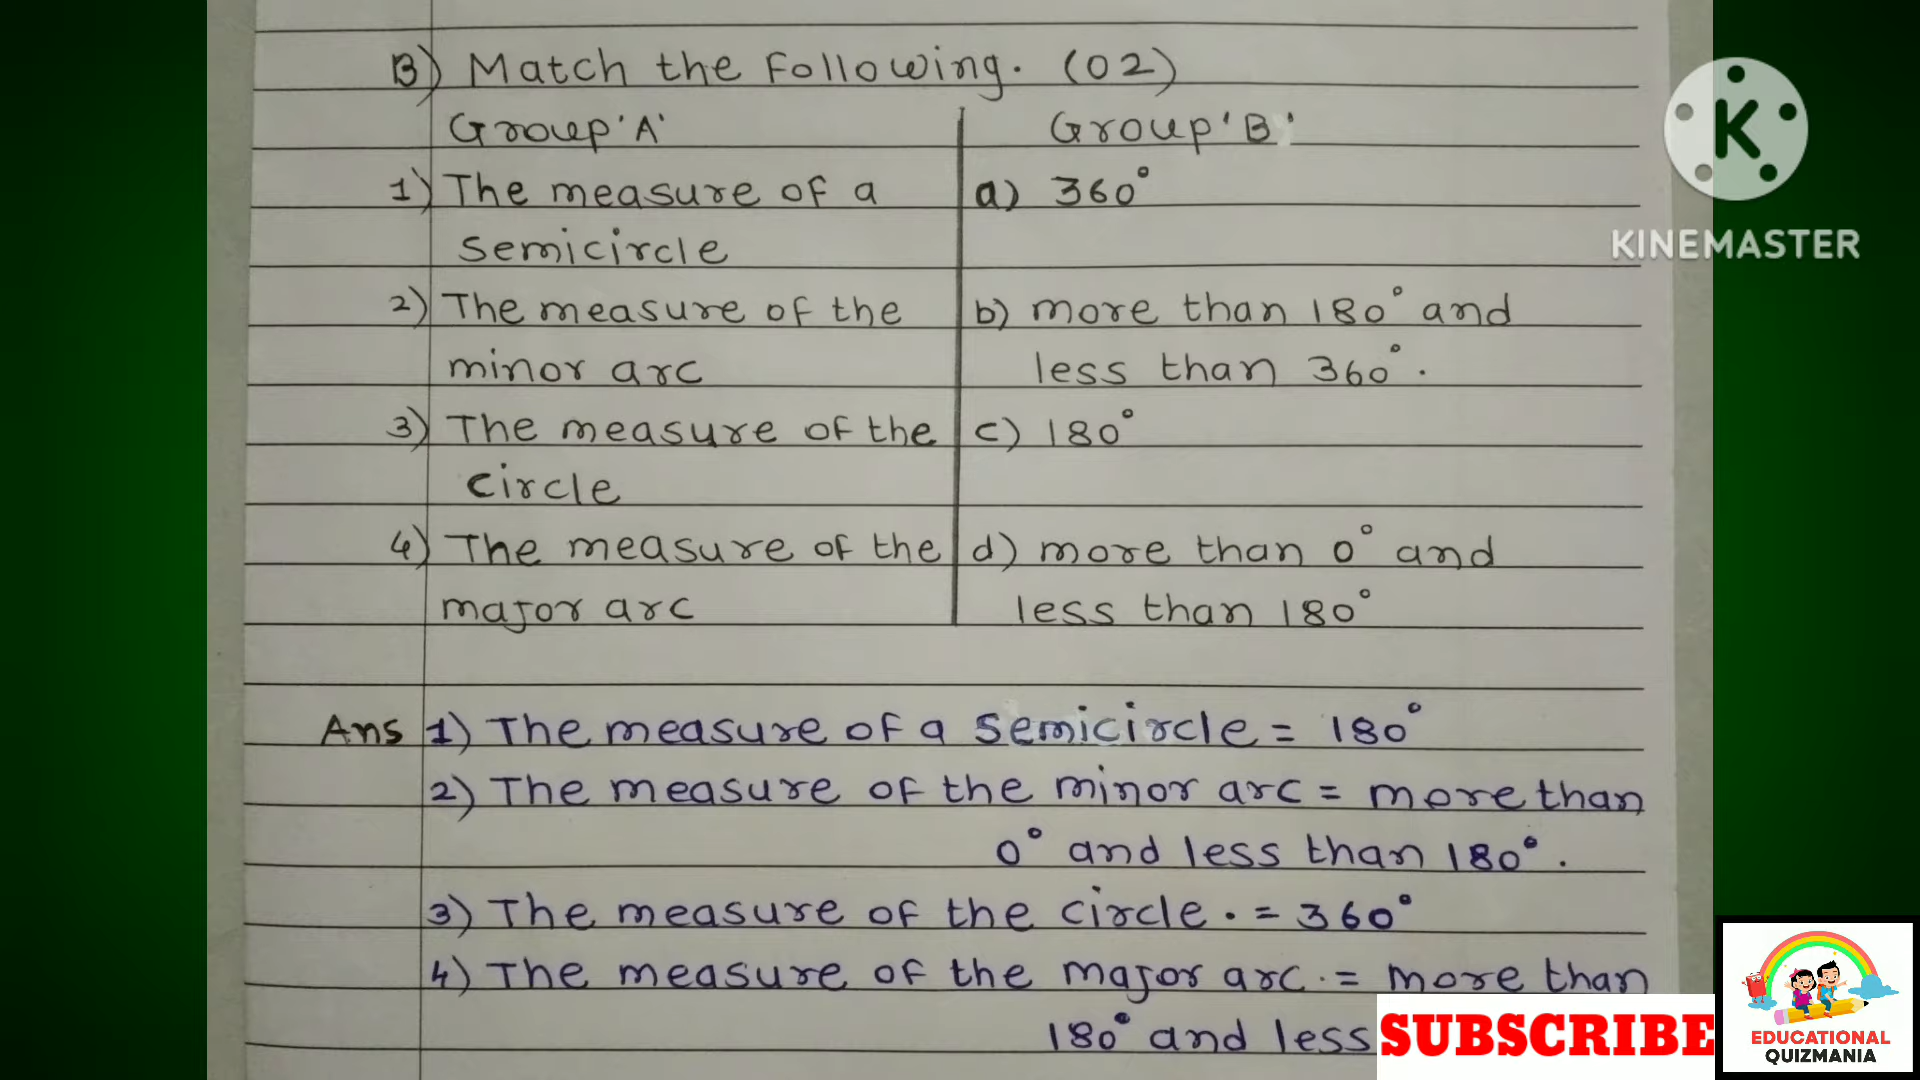 B) Match the Following. (02)
Group 'A'
Group 'B'
1) The measure of a
semicircle
a) 360°
2) The measure of the
minor arc
b) more than 180° and
less than 360°.
3) The measure of the
circle
c) 180°
4) The measure of the
major arc
d) more than 0° and
less than 180°
Ans 1) The measure of a semicircle = 180°
2) The measure of the minor arc = more than
0° and less than 180°.
3) The measure of the circle. = 360°
4) The measure of the major arc. = more than
180° and less
K
KINEMASTER
SUBSCRIBE
EDUCATIONAL
QUIZMANIA